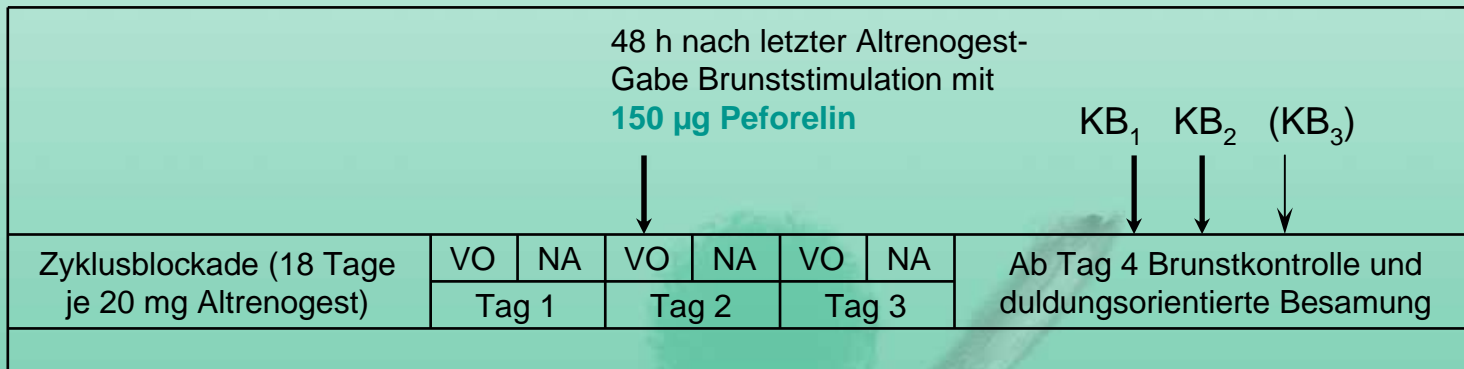 48 h nach letzter Altrenogest-
Gabe Brunststimulation mit
150 µg Peforelin
KB₁ KB₂ (KB₃)
Zyklusblockade (18 Tage
je 20 mg Altrenogest)
VO NA VO NA VO NA
Tag 1 Tag 2 Tag 3
Ab Tag 4 Brunstkontrolle und
duldungsorientierte Besamung